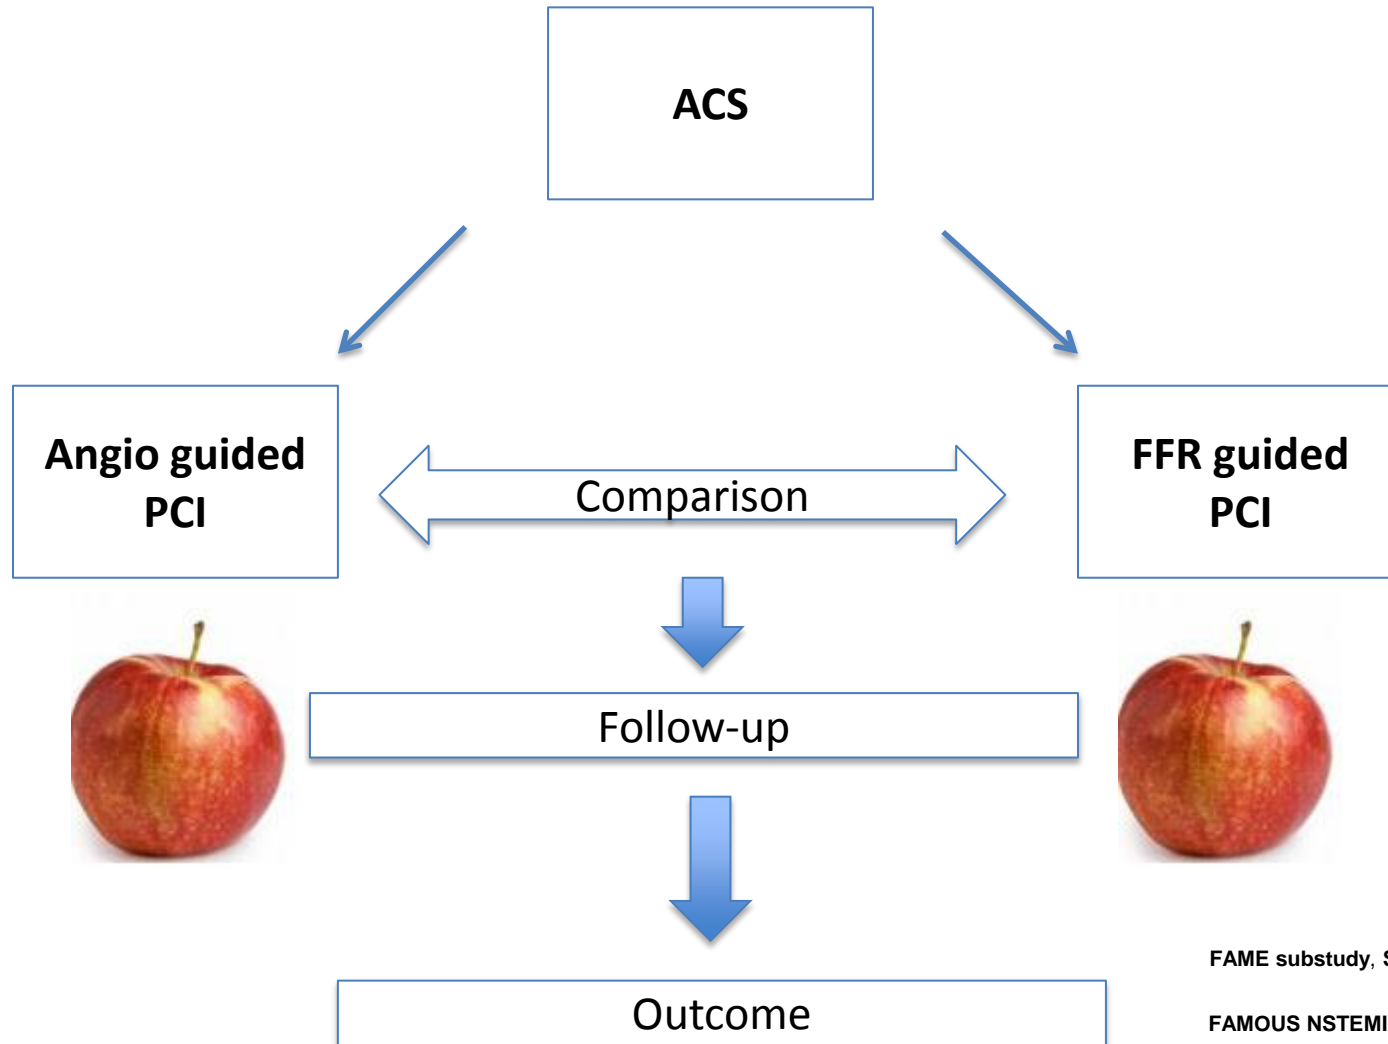 ACS
Angio guided
PCI
Comparison
FFR guided
PCI
Follow-up
Outcome
FAME substudy, S
FAMOUS NSTEMI